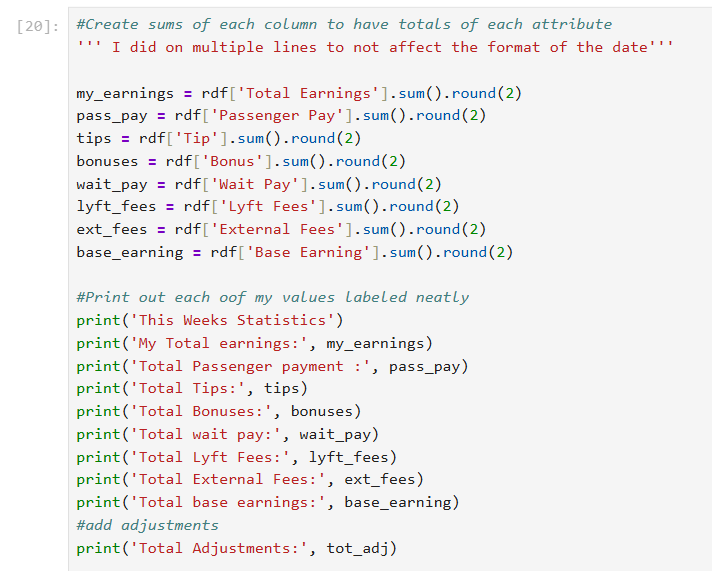 [20]: #Create sums of each column to have totals of each attribute
''' I did on multiple lines to not affect the format of the date'''
my_earnings = rdf['Total Earnings'].sum().round(2)
pass_pay = rdf['Passenger Pay'].sum().round(2)
tips = rdf['Tip'].sum().round(2)
bonuses = rdf['Bonus'].sum().round(2)
wait_pay = rdf['Wait Pay'].sum().round(2)
lyft_fees = rdf['Lyft Fees'].sum().round(2)
ext_fees = rdf['External Fees'].sum().round(2)
base_earning = rdf['Base Earning'].sum().round(2)
#Print out each oof my values labeled neatly
print('This Weeks Statistics')
print('My Total earnings:', my_earnings)
print('Total Passenger payment :', pass_pay)
print('Total Tips:', tips)
print('Total Bonuses:', bonuses)
print('Total wait pay:', wait_pay)
print('Total Lyft Fees:', lyft_fees)
print('Total External Fees:', ext_fees)
print('Total base earnings:', base_earning)
#add adjustments
print('Total Adjustments:', tot_adj)